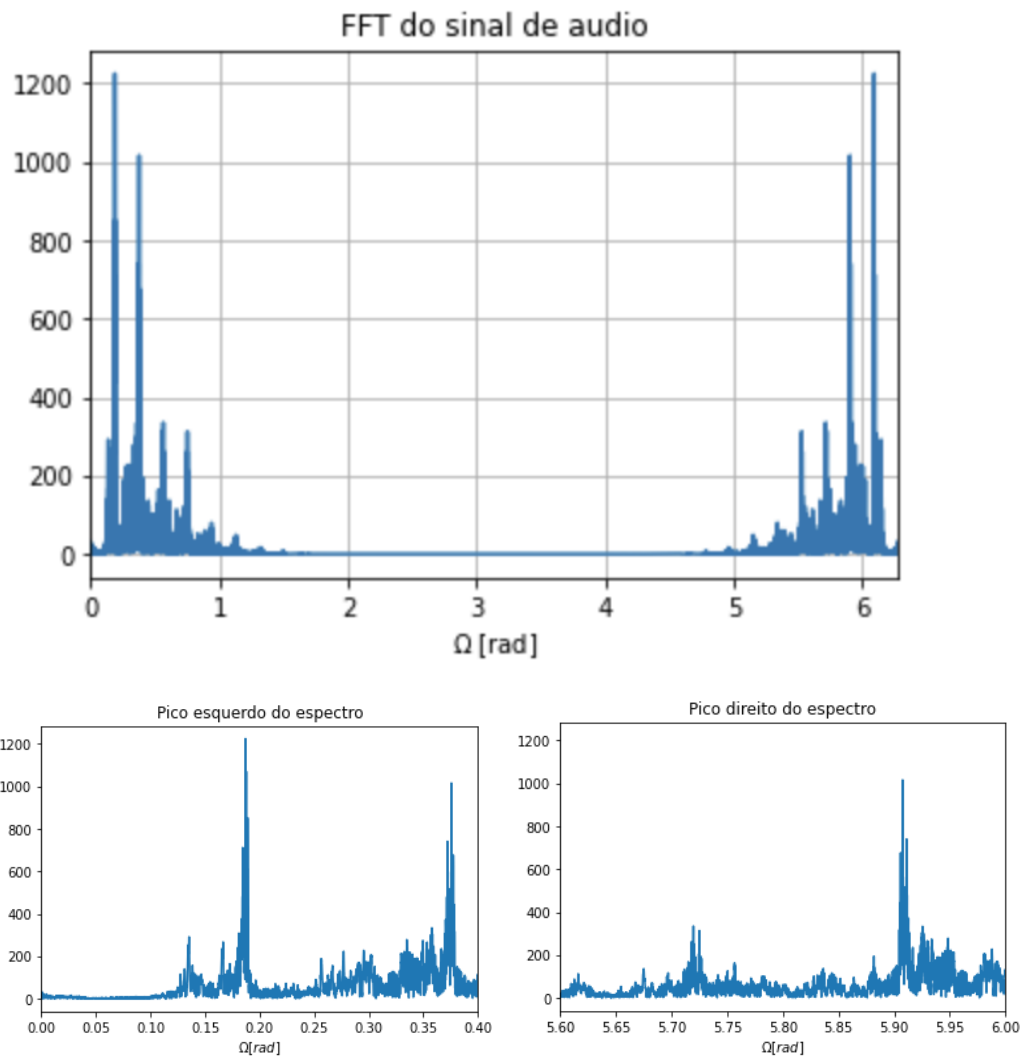 FFT do sinal de audio
1200
1000
800
600
400
200
0
0 1 2 3 4 5 6
Ω [rad]
Pico esquerdo do espectro
1200
1000
800
600
400
200
0
0.00 0.05 0.10 0.15 0.20 0.25 0.30 0.35 0.40
Ω[rad]
Pico direito do espectro
1200
1000
800
600
400
200
0
5.60 5.65 5.70 5.75 5.80 5.85 5.90 5.95 6.00
Ω[rad]